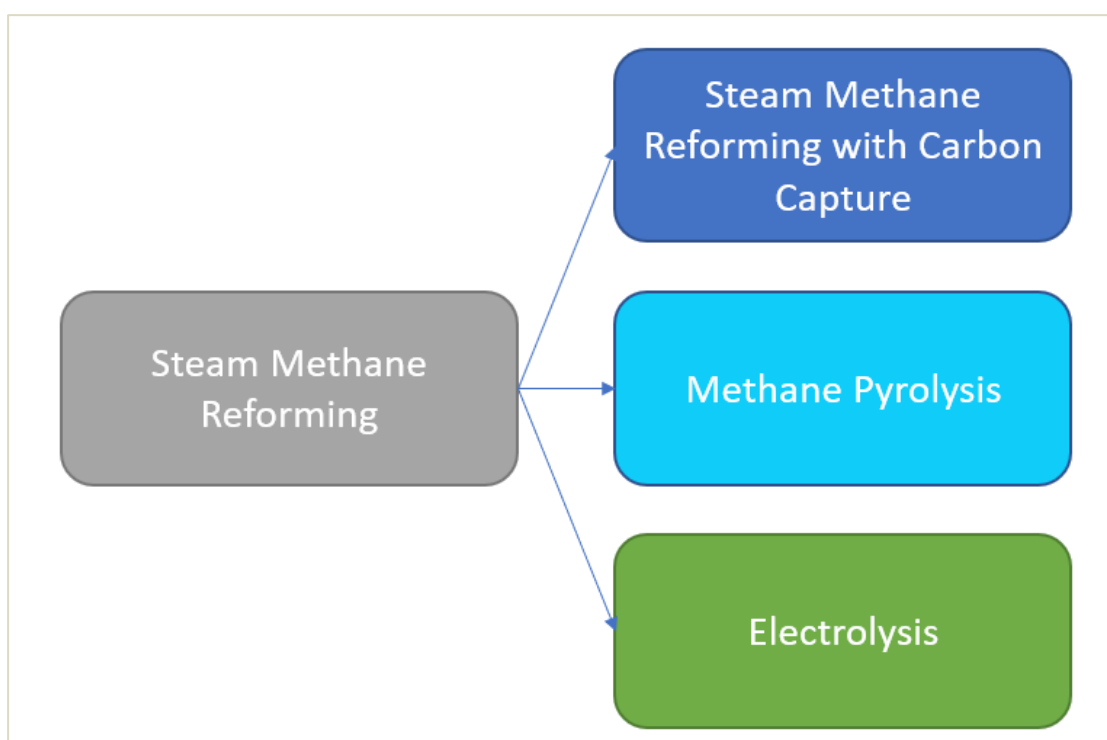 Steam Methane
Reforming
Steam Methane
Reforming with Carbon
Capture
Methane Pyrolysis
Electrolysis